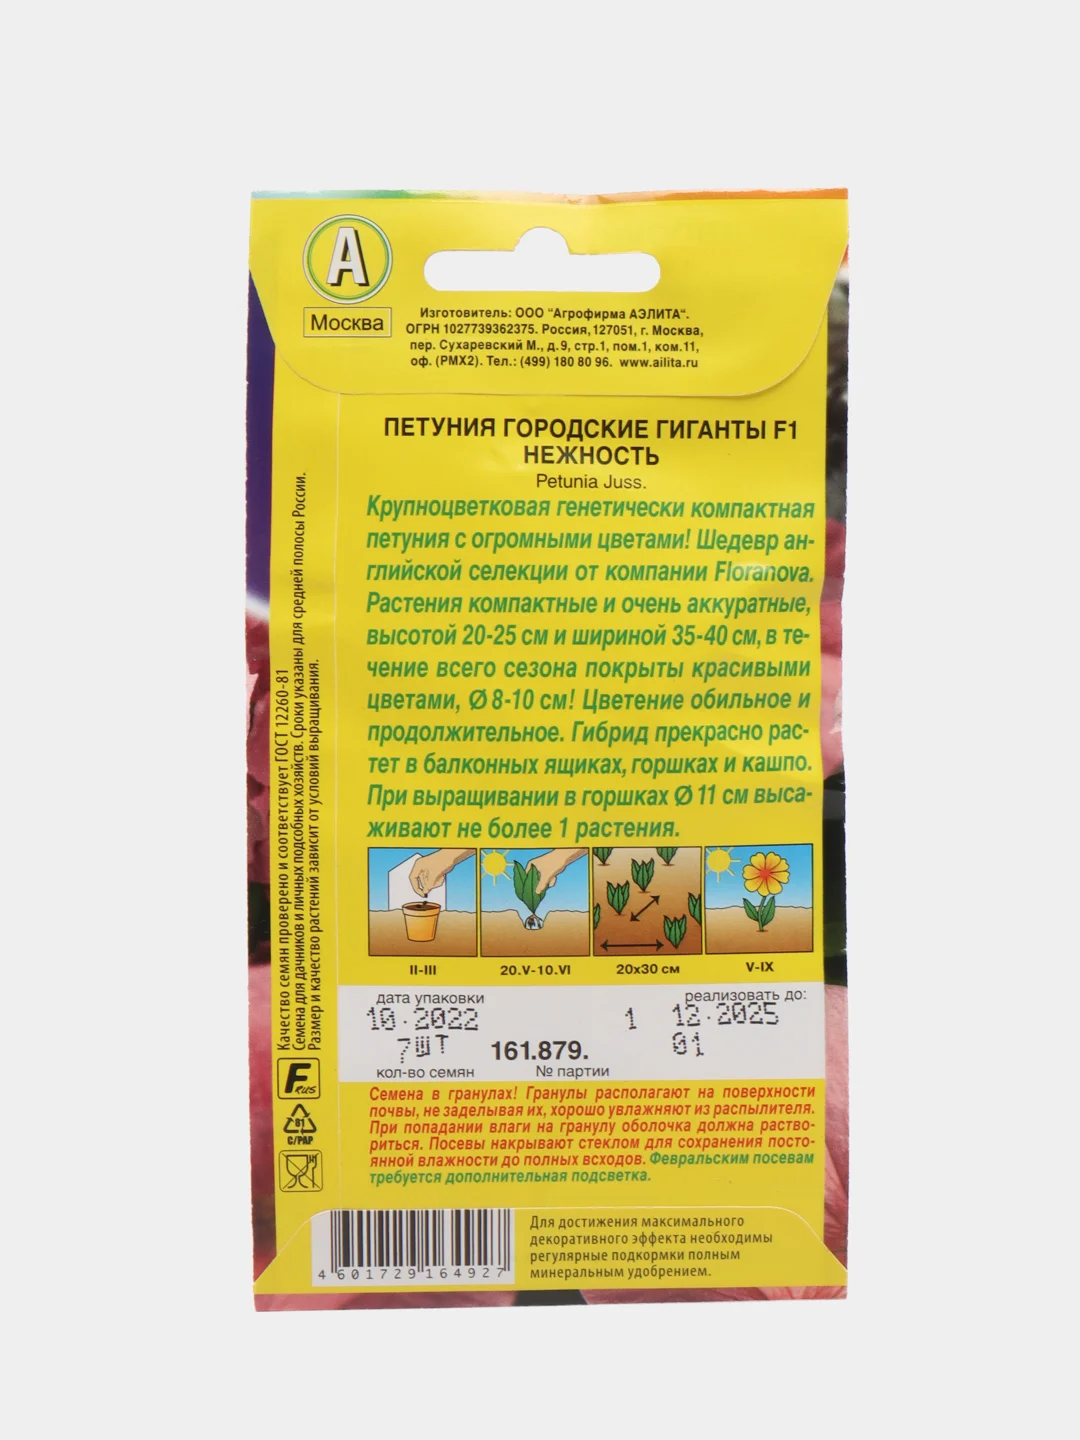 А
Москва
Изготовитель: ООО "Агрофирма АЭЛИТА".
ОГРН 1027739362375. Россия, 127051, г. Москва,
пер. Сухаревский М., д.9, стр.1, пом.1, ком.11,
оф. (РМХ2). Тел.: (499) 180 80 96. www.ailita.ru
ПЕТУНИЯ ГОРОДСКИЕ ГИГАНТЫ F1
НЕЖНОСТЬ
Petunia Juss.
Крупноцветковая генетически компактная
петуния с огромными цветами! Шедевр ан-
глийской селекции от компании Floranova.
Растения компактные и очень аккуратные,
высотой 20-25 см и шириной 35-40 см, в те-
чение всего сезона покрыты красивыми
цветами, Ø 8-10 см! Цветение обильное и
продолжительное. Гибрид прекрасно рас-
тет в балконных ящиках, горшках и кашпо.
При выращивании в горшках Ø 11 см выса-
живают не более 1 растения.
II-III
20.V-10.VI
20х30 см
V-IX
дата упаковки
реализовать до:
10.2022
1
12.2025
7шт
161.879.
01
кол-во семян
№ партии
Семена в гранулах! Гранулы располагают на поверхности
почвы, не заделывая их, хорошо увлажняют из распылителя.
При попадании влаги на гранулу оболочка должна раство-
риться. Посевы накрывают стеклом для сохранения посто-
янной влажности до полных всходов. Февральским посевам
требуется дополнительная подсветка.
Качество семян проверено и соответствует ГОСТ 12260-81
Семена для дачников и личных подсобных хозяйств. Сроки указаны для средней полосы России.
Размер и качество растений зависит от условий выращивания.
F RUS
81
C/PAP
4 601729 164927
Для достижения максимального
декоративного эффекта необходимы
регулярные подкормки полным
минеральным удобрением.